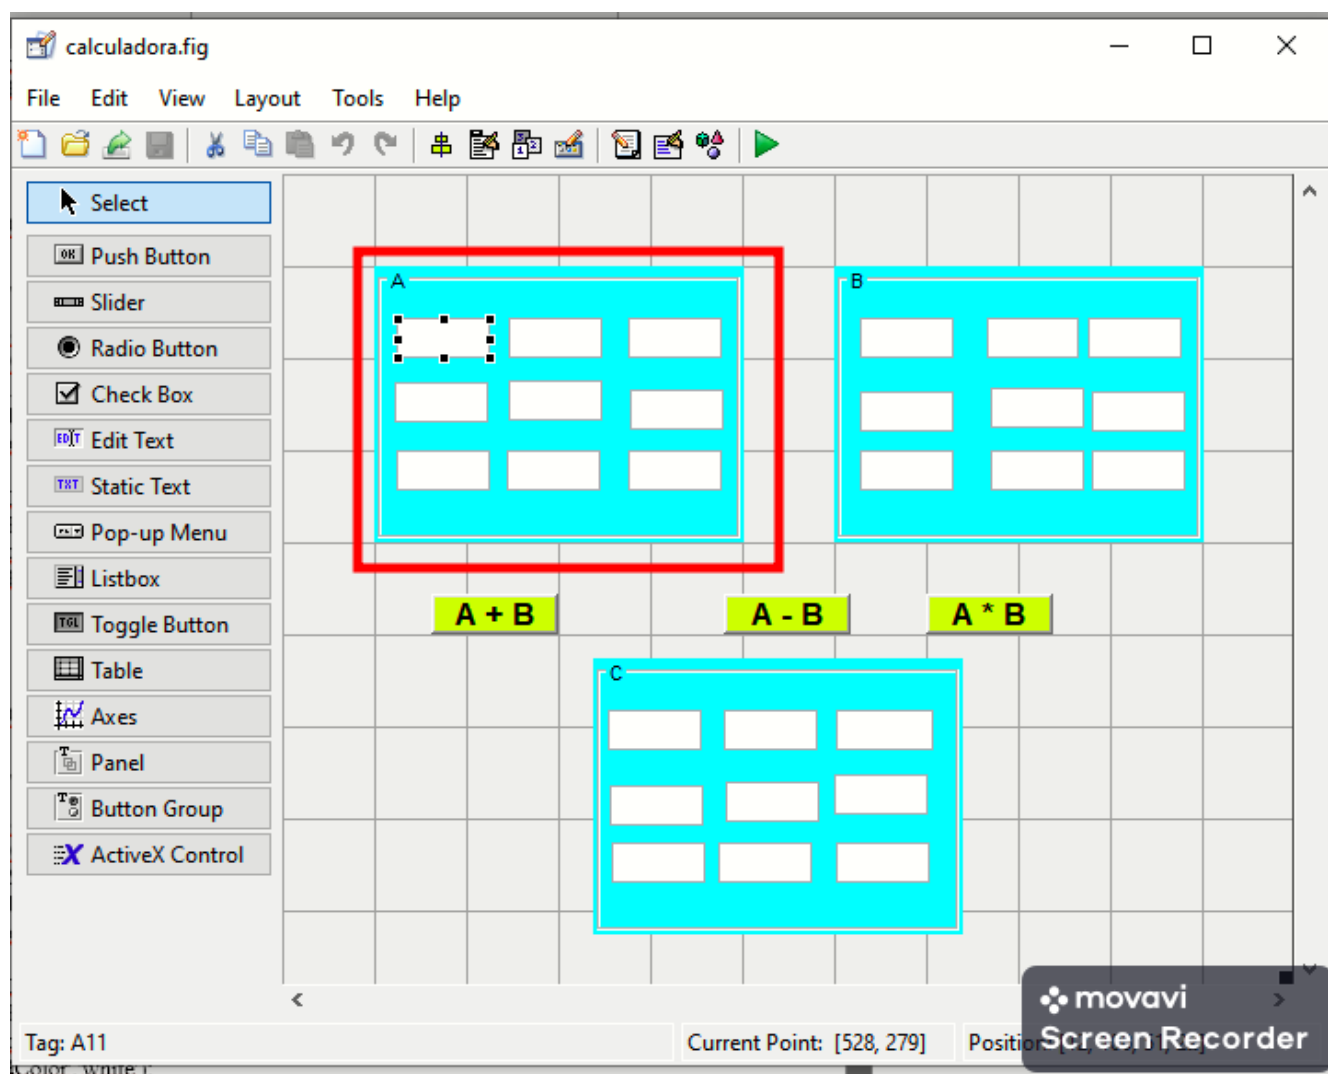 calculadora.fig
File Edit View Layout Tools Help
Select
Push Button
Slider
Radio Button
Check Box
Edit Text
Static Text
Pop-up Menu
Listbox
Toggle Button
Table
Axes
Panel
Button Group
ActiveX Control
A
B
A + B
A - B
A * B
C
movavi
Screen Recorder
Tag: A11
Current Point: [528, 279]